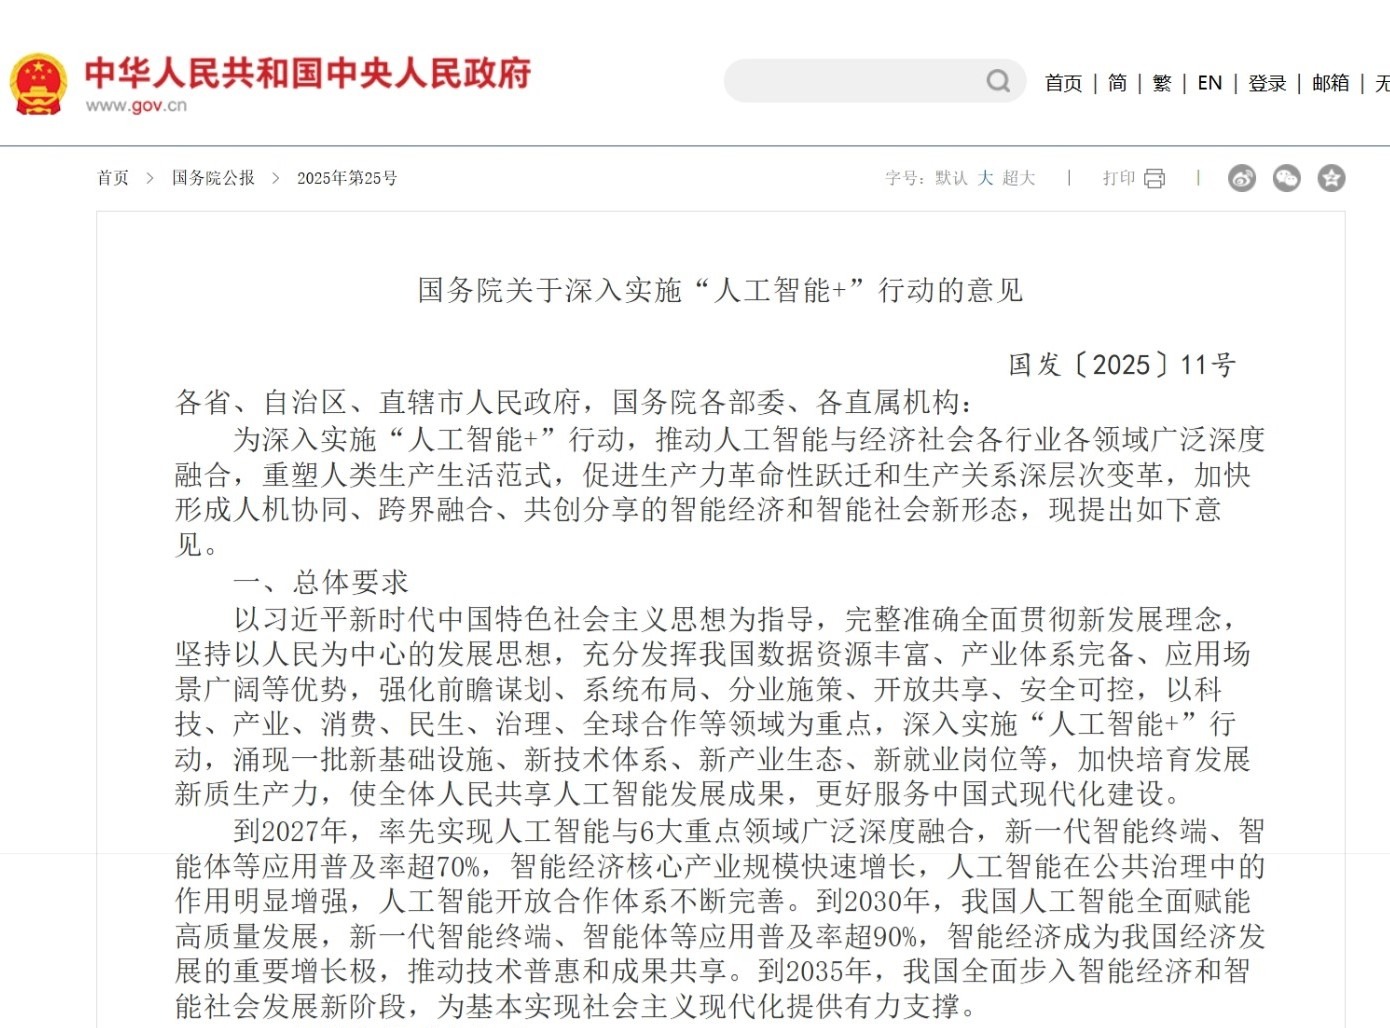 中华人民共和国中央人民政府
www.gov.cn
首页 | 简 | 繁 | EN | 登录 | 邮箱 |
首页 > 国务院公报 > 2025年第25号
字号：默认 大 超大 | 打印 |
国务院关于深入实施“人工智能+”行动的意见
国发〔2025〕11号
各省、自治区、直辖市人民政府，国务院各部委、各直属机构：
为深入实施“人工智能+”行动，推动人工智能与经济社会各行业各领域广泛深度
融合，重塑人类生产生活范式，促进生产力革命性跃迁和生产关系深层次变革，加快
形成人机协同、跨界融合、共创分享的智能经济和智能社会新形态，现提出如下意
见。
一、总体要求
以习近平新时代中国特色社会主义思想为指导，完整准确全面贯彻新发展理念，
坚持以人民为中心的发展思想，充分发挥我国数据资源丰富、产业体系完备、应用场
景广阔等优势，强化前瞻谋划、系统布局、分业施策、开放共享、安全可控，以科
技、产业、消费、民生、治理、全球合作等领域为重点，深入实施“人工智能+”行
动，涌现一批新基础设施、新技术体系、新产业生态、新就业岗位等，加快培育发展
新质生产力，使全体人民共享人工智能发展成果，更好服务中国式现代化建设。
到2027年，率先实现人工智能与6大重点领域广泛深度融合，新一代智能终端、智
能体等应用普及率超70%，智能经济核心产业规模快速增长，人工智能在公共治理中的
作用明显增强，人工智能开放合作体系不断完善。到2030年，我国人工智能全面赋能
高质量发展，新一代智能终端、智能体等应用普及率超90%，智能经济成为我国经济发
展的重要增长极，推动技术普惠和成果共享。到2035年，我国全面步入智能经济和智
能社会发展新阶段，为基本实现社会主义现代化提供有力支撑。